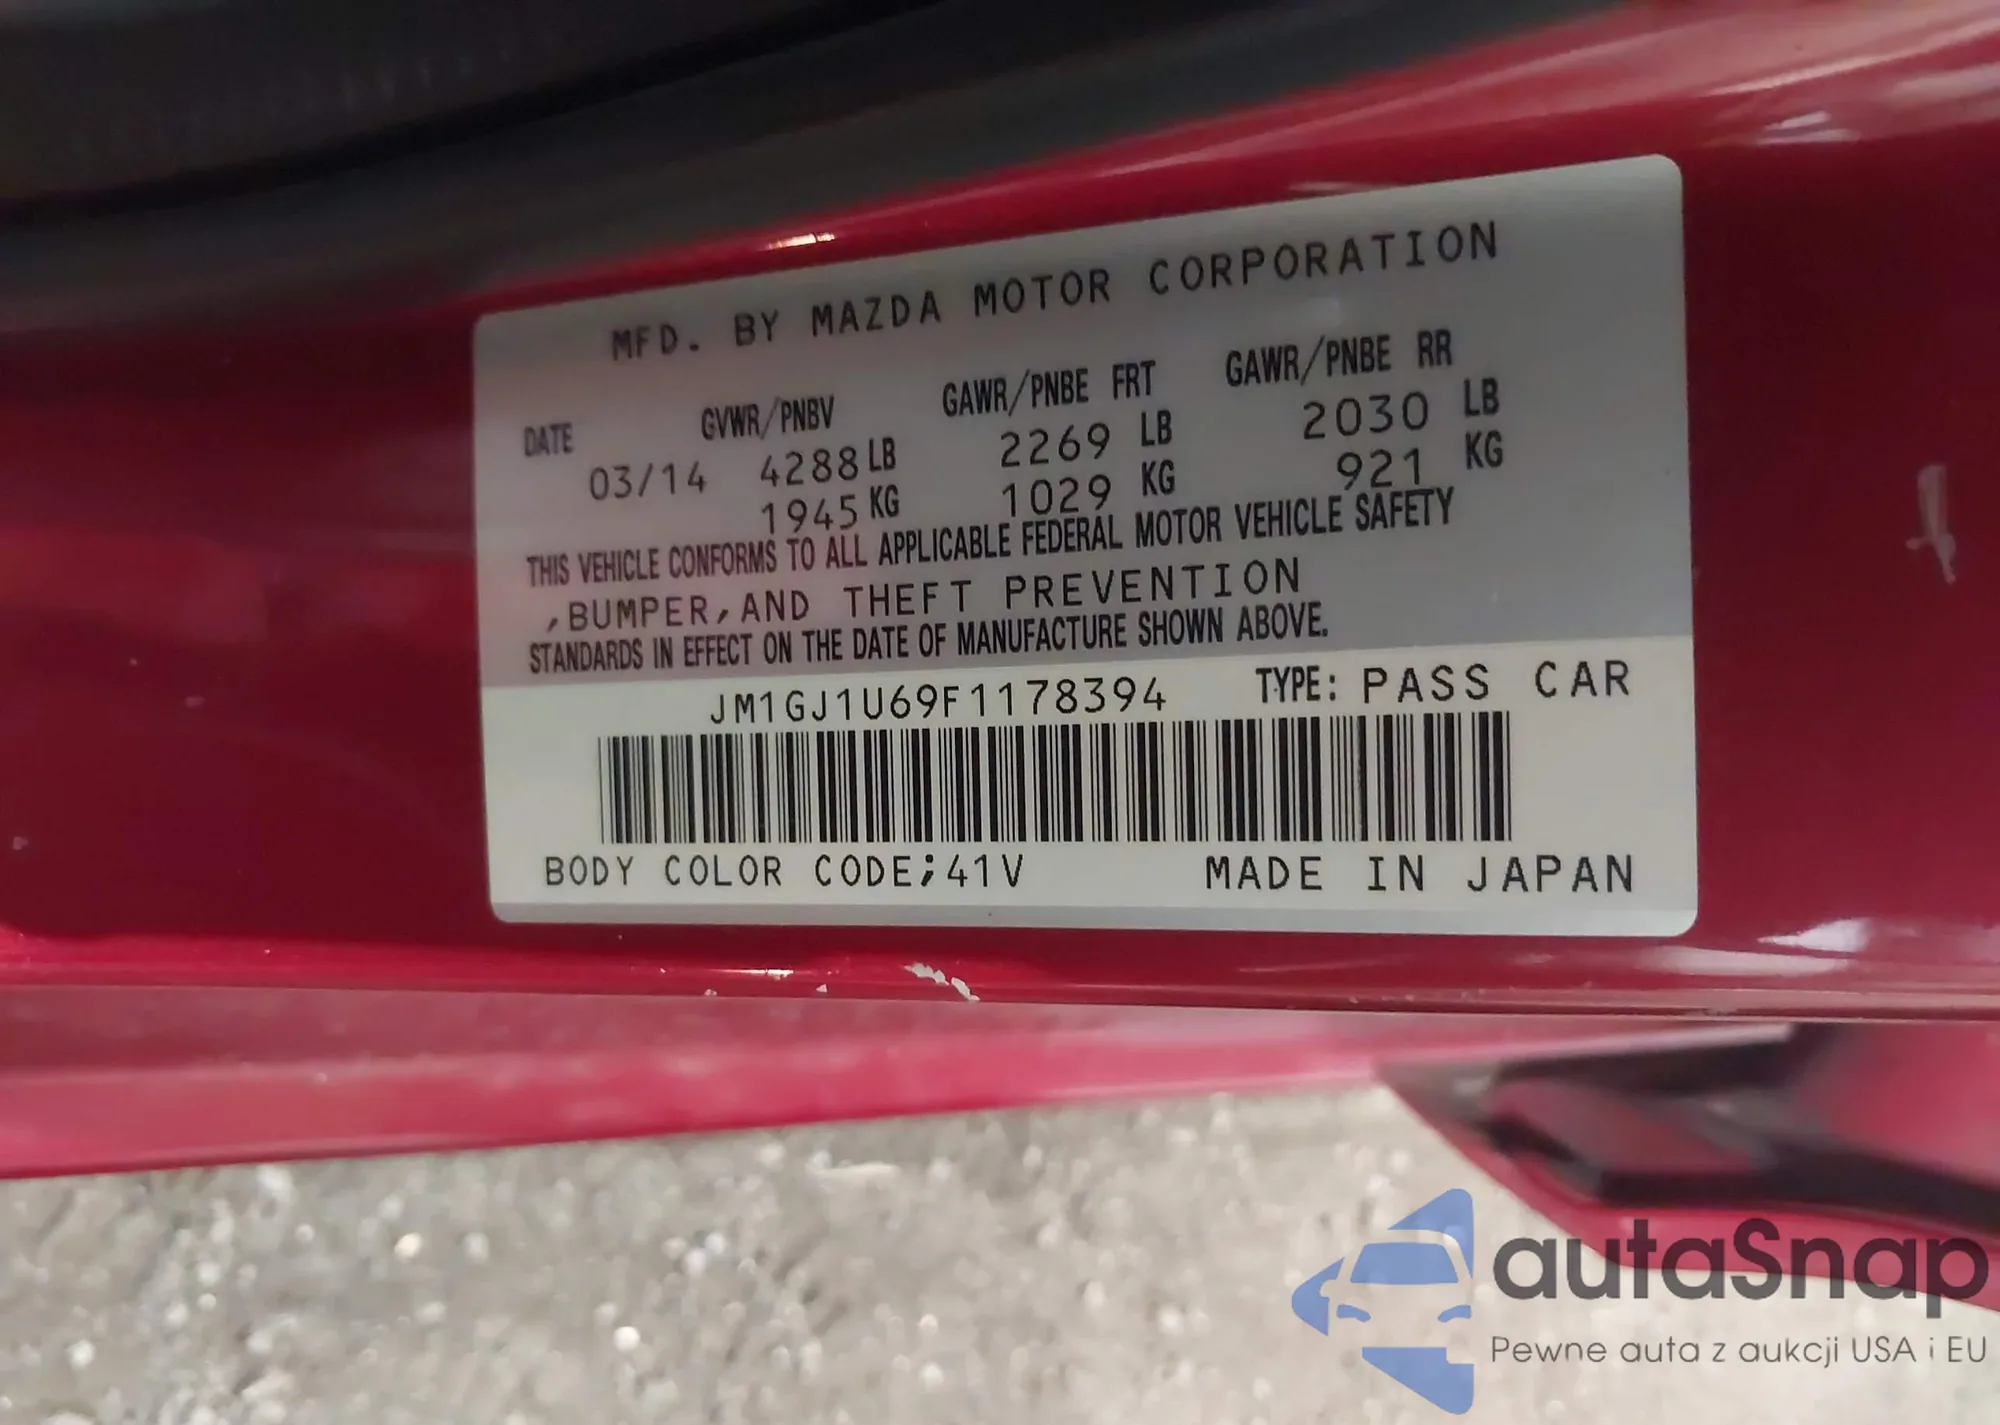 MFD. BY MAZDA MOTOR CORPORATION
DATE GVWR/PNBV GAWR/PNBE FRT GAWR/PNBE RR
03/14 4288 LB 2269 LB 2030 LB
1945 KG 1029 KG 921 KG
THIS VEHICLE CONFORMS TO ALL APPLICABLE FEDERAL MOTOR VEHICLE SAFETY
,BUMPER,AND THEFT PREVENTION
STANDARDS IN EFFECT ON THE DATE OF MANUFACTURE SHOWN ABOVE.
JM1GJ1U69F1178394 TYPE: PASS CAR
BODY COLOR CODE;41V MADE IN JAPAN
autaSnap
Pewne auta z aukcji USA i EU